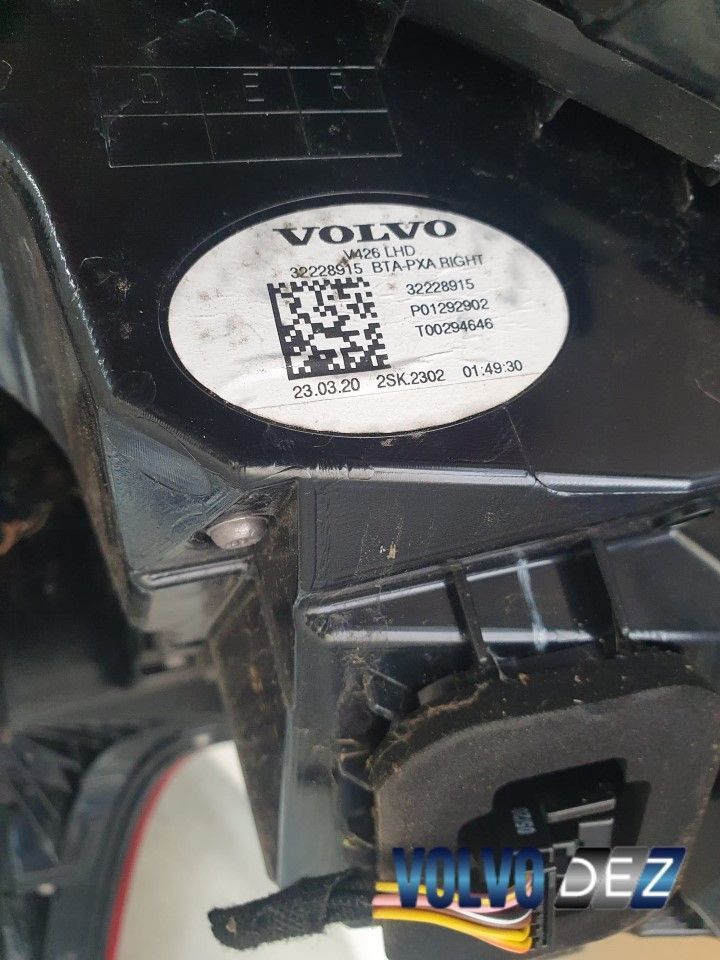 D E R
VOLVO
V426 LHD
32228915 BTA-PXA RIGHT
32228915
P01292902
T00294646
23.03.20 2SK.2302 01:49:30
05120
VOLVO DEZ